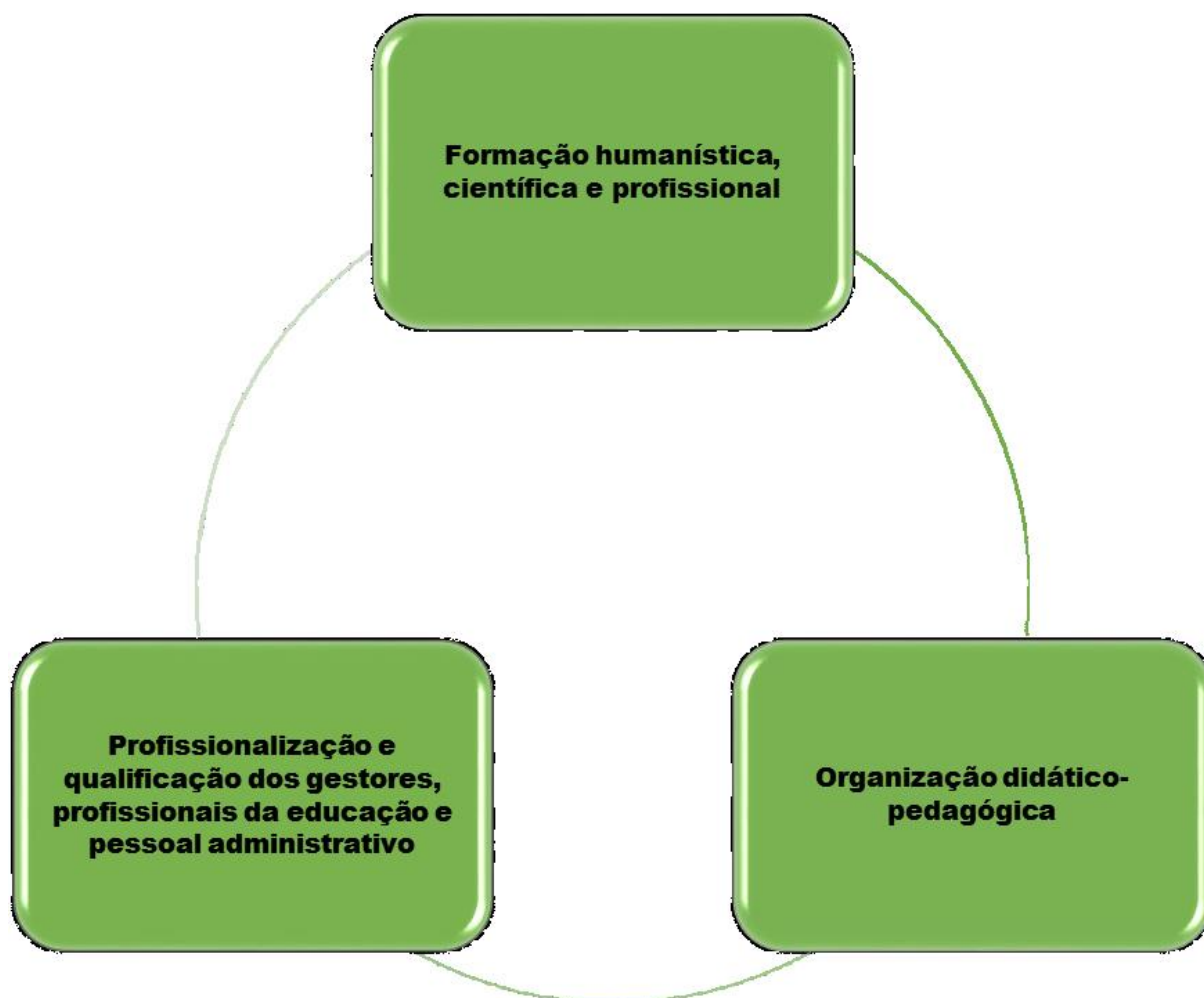 Formação humanística,
científica e profissional
Profissionalização e
qualificação dos gestores,
profissionais da educação e
pessoal administrativo
Organização didático-
pedagógica